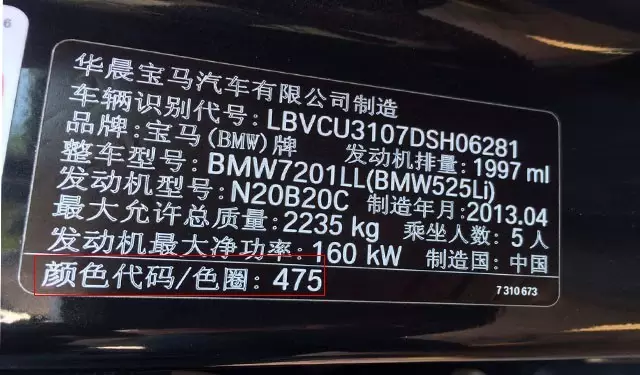 华晨宝马汽车有限公司制造
车辆识别代号: LBVCU3107DSH06281
品牌: 宝马(BMW)牌 发动机排量: 1997 ml
整车型号: BMW7201LL(BMW525Li)
发动机型号: N20B20C 制造年月: 2013.04
最大允许总质量: 2235 kg 乘坐人数: 5 人
发动机最大净功率: 160 kW 制造国: 中国
颜色代码/色圈: 475
7 310 673
6